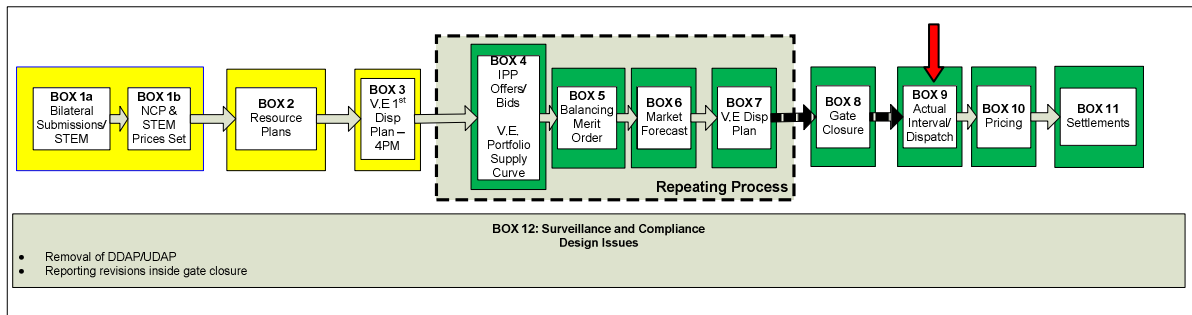 BOX 1a
Bilateral
Submissions/
STEM
BOX 1b
NCP &
STEM
Prices Set
BOX 2
Resource
Plans
BOX 3
V.E 1st
Disp
Plan –
4PM
BOX 4
IPP
Offers/
Bids
V.E.
Portfolio
Supply
Curve
BOX 5
Balancing
Merit
Order
BOX 6
Market
Forecast
BOX 7
V.E Disp
Plan
Repeating Process
BOX 8
Gate
Closure
BOX 9
Actual
Interval/
Dispatch
BOX 10
Pricing
BOX 11
Settlements
BOX 12: Surveillance and Compliance
Design Issues
● Removal of DDAP/UDAP
● Reporting revisions inside gate closure